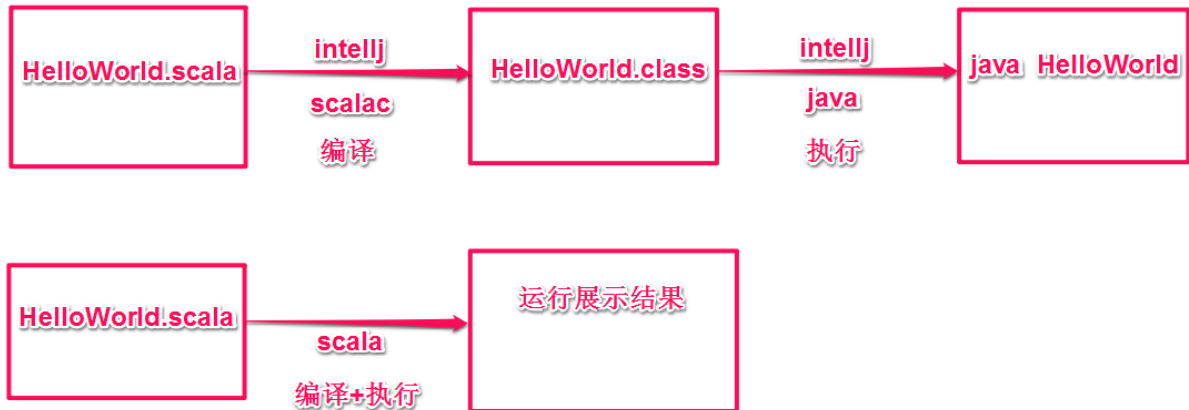 HelloWorld.scala
intellj
scalac
编译
HelloWorld.class
intellj
java
执行
java HelloWorld
HelloWorld.scala
scala
编译+执行
运行展示结果